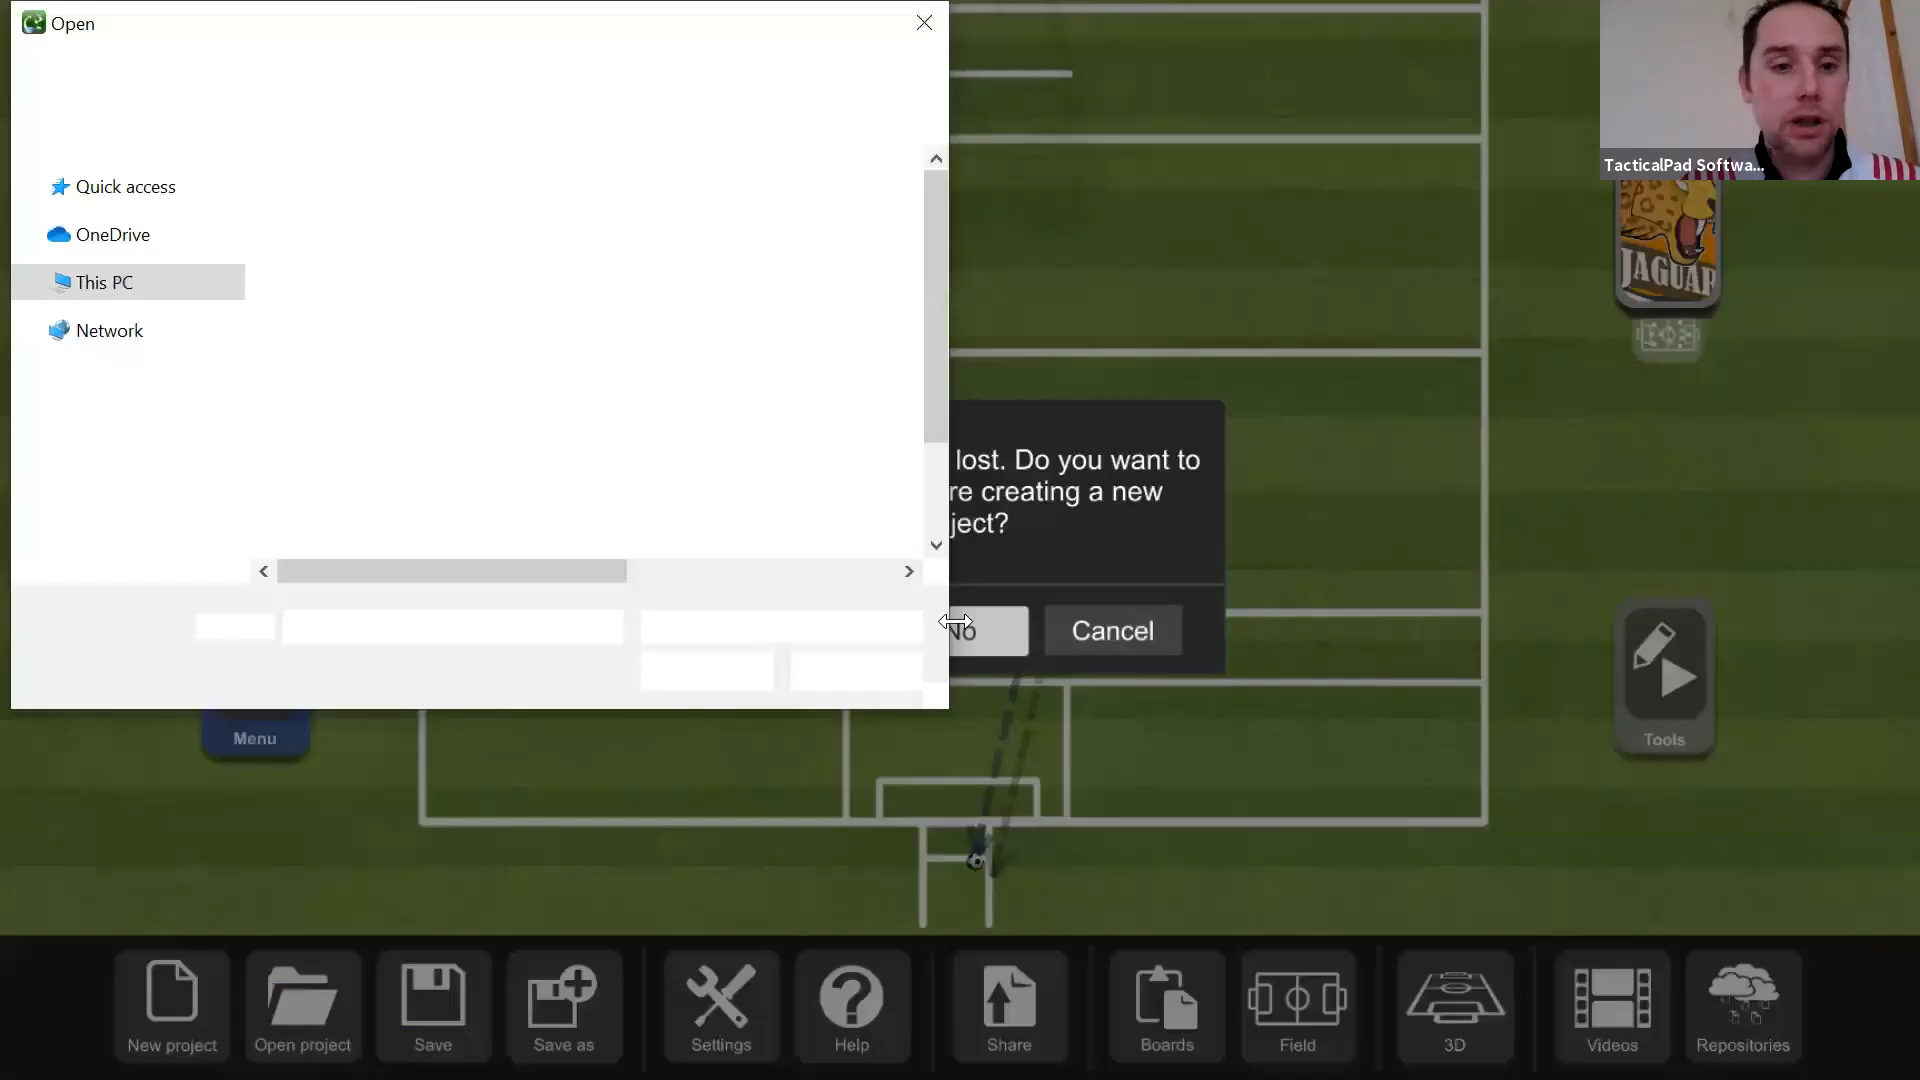 Open
Quick access
OneDrive
This PC
Network
TacticalPad Softwa...
JAGUAR
lost. Do you want to
re creating a new
ject?
No
Cancel
Menu
Tools
New project
Open project
Save
Save as
Settings
Help
Share
Boards
Field
3D
Videos
Repositories